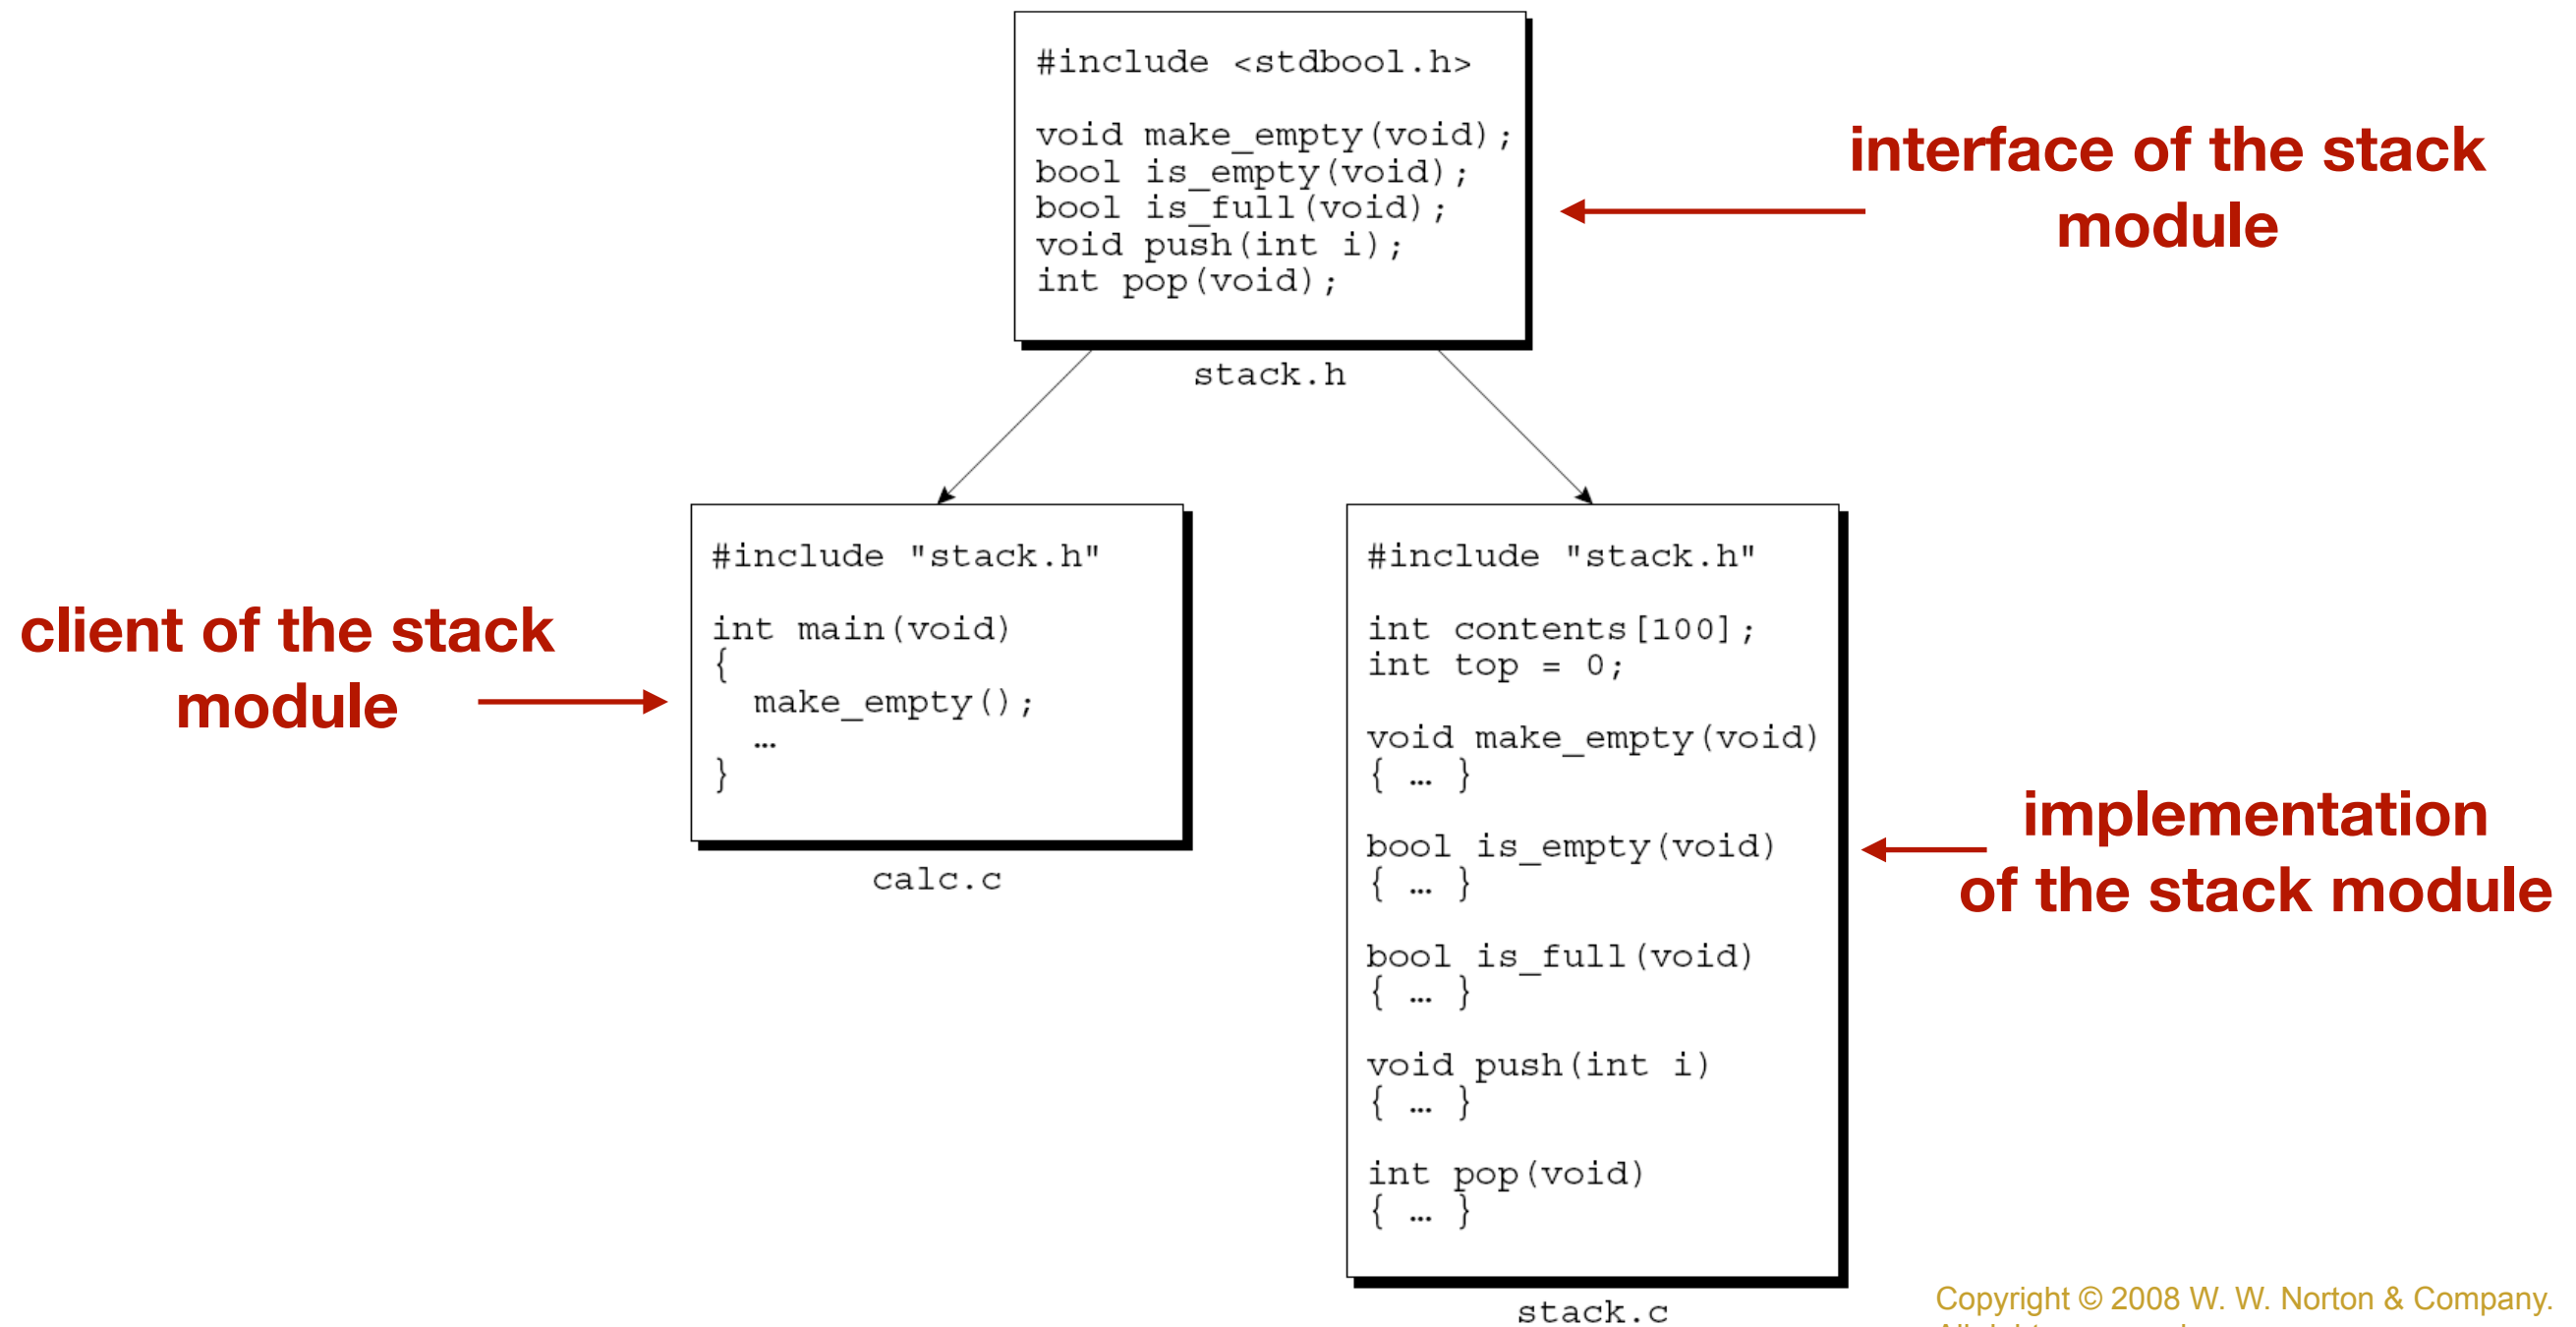 #include <stdbool.h>
void make_empty(void);
bool is_empty(void);
bool is_full(void);
void push(int i);
int pop(void);
stack.h
interface of the stack
module
client of the stack
module
#include "stack.h"
int main(void)
{
make_empty();
…
}
calc.c
#include "stack.h"
int contents[100];
int top = 0;
void make_empty(void)
{ … }
bool is_empty(void)
{ … }
bool is_full(void)
{ … }
void push(int i)
{ … }
int pop(void)
{ … }
stack.c
implementation
of the stack module
Copyright © 2008 W. W. Norton & Company.